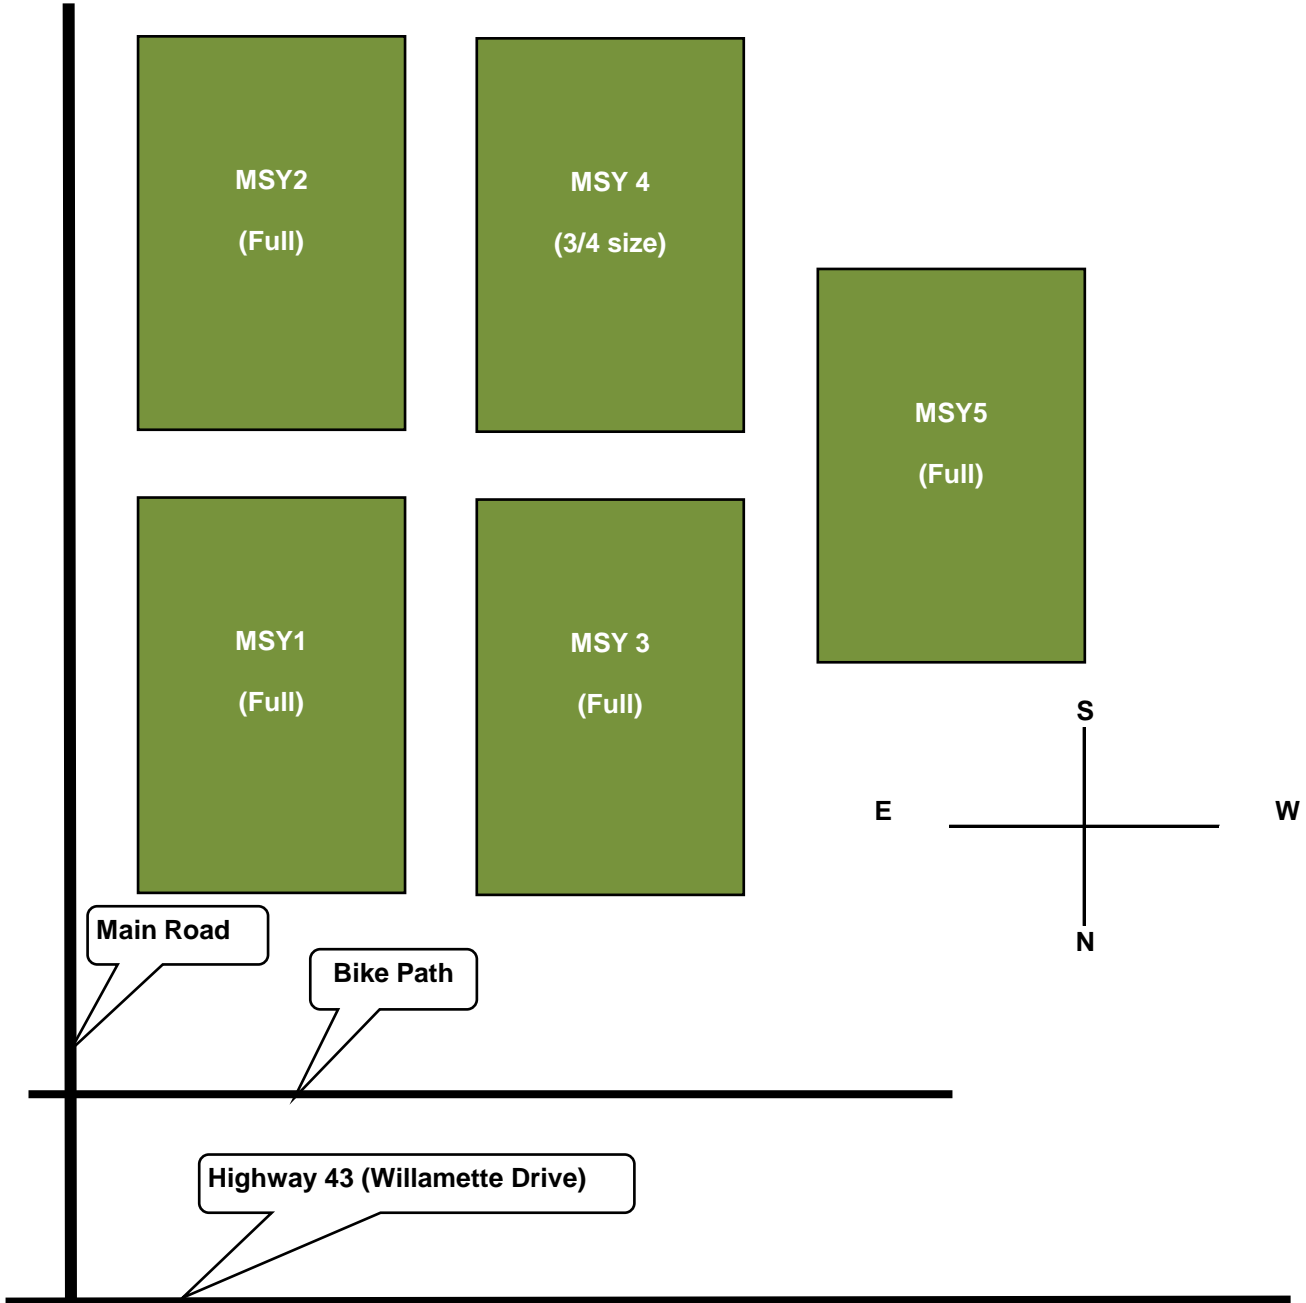 MSY2
(Full)
MSY 4
(3/4 size)
MSY5
(Full)
MSY1
(Full)
MSY 3
(Full)
S
E
W
N
Main Road
Bike Path
Highway 43 (Willamette Drive)